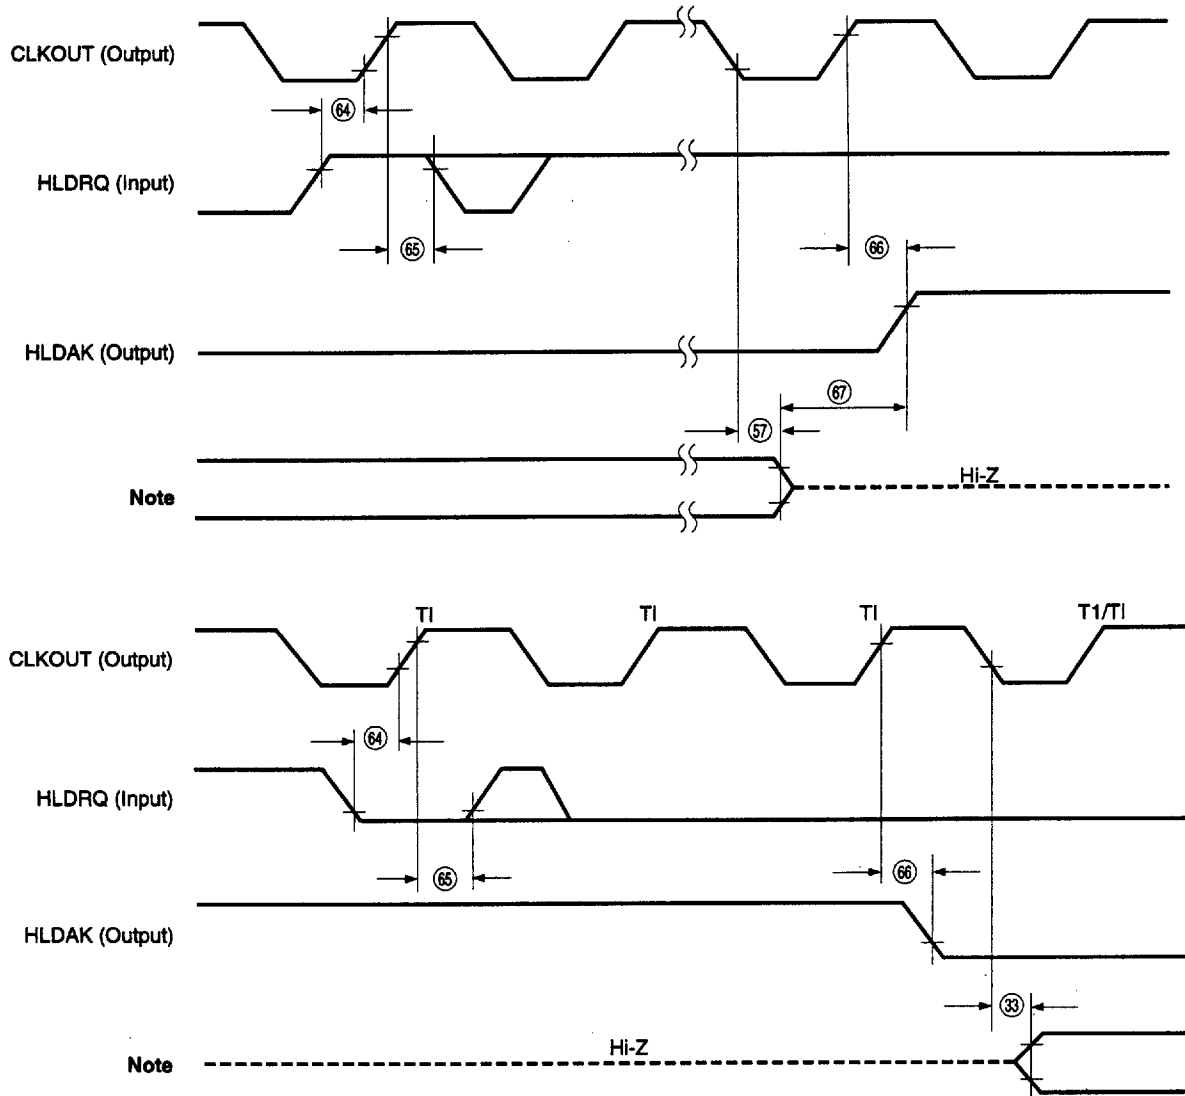 CLKOUT (Output)
64
HLDRQ (Input)
65
66
HLDAK (Output)
67
57
Hi-Z
Note
TI
TI
TI
T1/TI
CLKOUT (Output)
64
HLDRQ (Input)
65
66
HLDAK (Output)
33
Hi-Z
Note